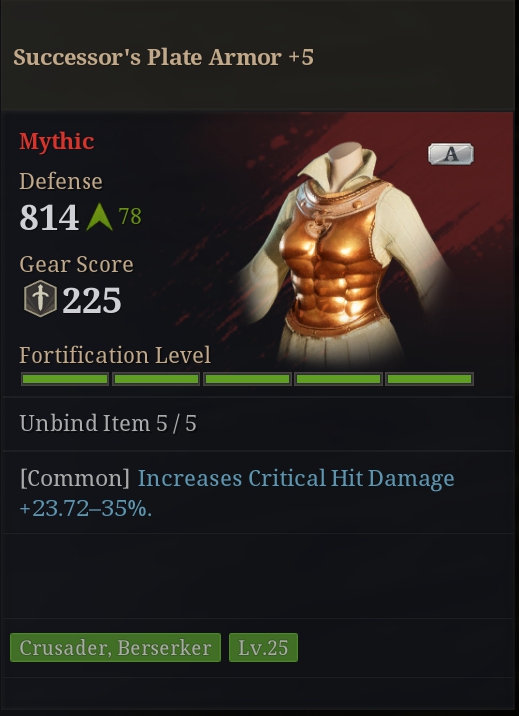 Successor's Plate Armor +5
Mythic
A
Defense
814 78
Gear Score
225
Fortification Level
Unbind Item 5 / 5
[Common] Increases Critical Hit Damage
+23.72–35%.
Crusader, Berserker Lv.25